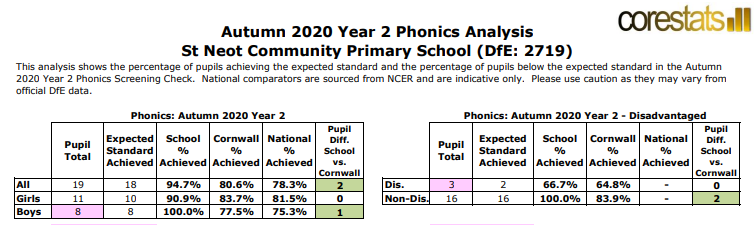 corestats
Autumn 2020 Year 2 Phonics Analysis
St Neot Community Primary School (DfE: 2719)
This analysis shows the percentage of pupils achieving the expected standard and the percentage of pupils below the expected standard in the Autumn
2020 Year 2 Phonics Screening Check. National comparators are sourced from NCER and are indicative only. Please use caution as they may vary from
official DfE data.
Phonics: Autumn 2020 Year 2
Pupil Total | Expected Standard Achieved | School % Achieved | Cornwall % Achieved | National % Achieved | Pupil Diff. School vs. Cornwall
All 19 18 94.7% 80.6% 78.3% 2
Girls 11 10 90.9% 83.7% 81.5% 0
Boys 8 8 100.0% 77.5% 75.3% 1
Phonics: Autumn 2020 Year 2 - Disadvantaged
Pupil Total | Expected Standard Achieved | School % Achieved | Cornwall % Achieved | National % Achieved | Pupil Diff. School vs. Cornwall
Dis. 3 2 66.7% 64.8% - 0
Non-Dis. 16 16 100.0% 83.9% - 2